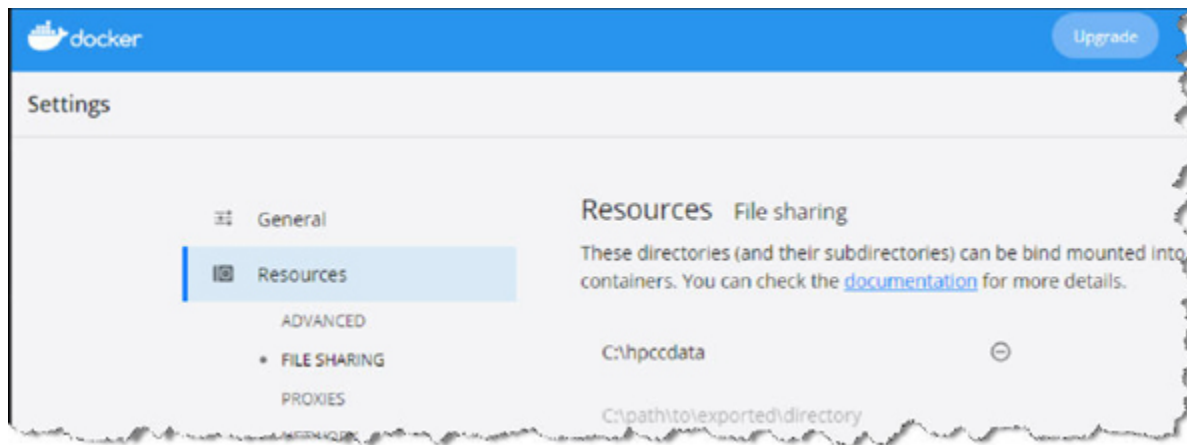 docker
Upgrade
Settings
General
Resources
ADVANCED
FILE SHARING
PROXIES
NETWORK
Resources File sharing
These directories (and their subdirectories) can be bind mounted into
containers. You can check the documentation for more details.
C:\hpccdata
C:\path\to\exported\directory